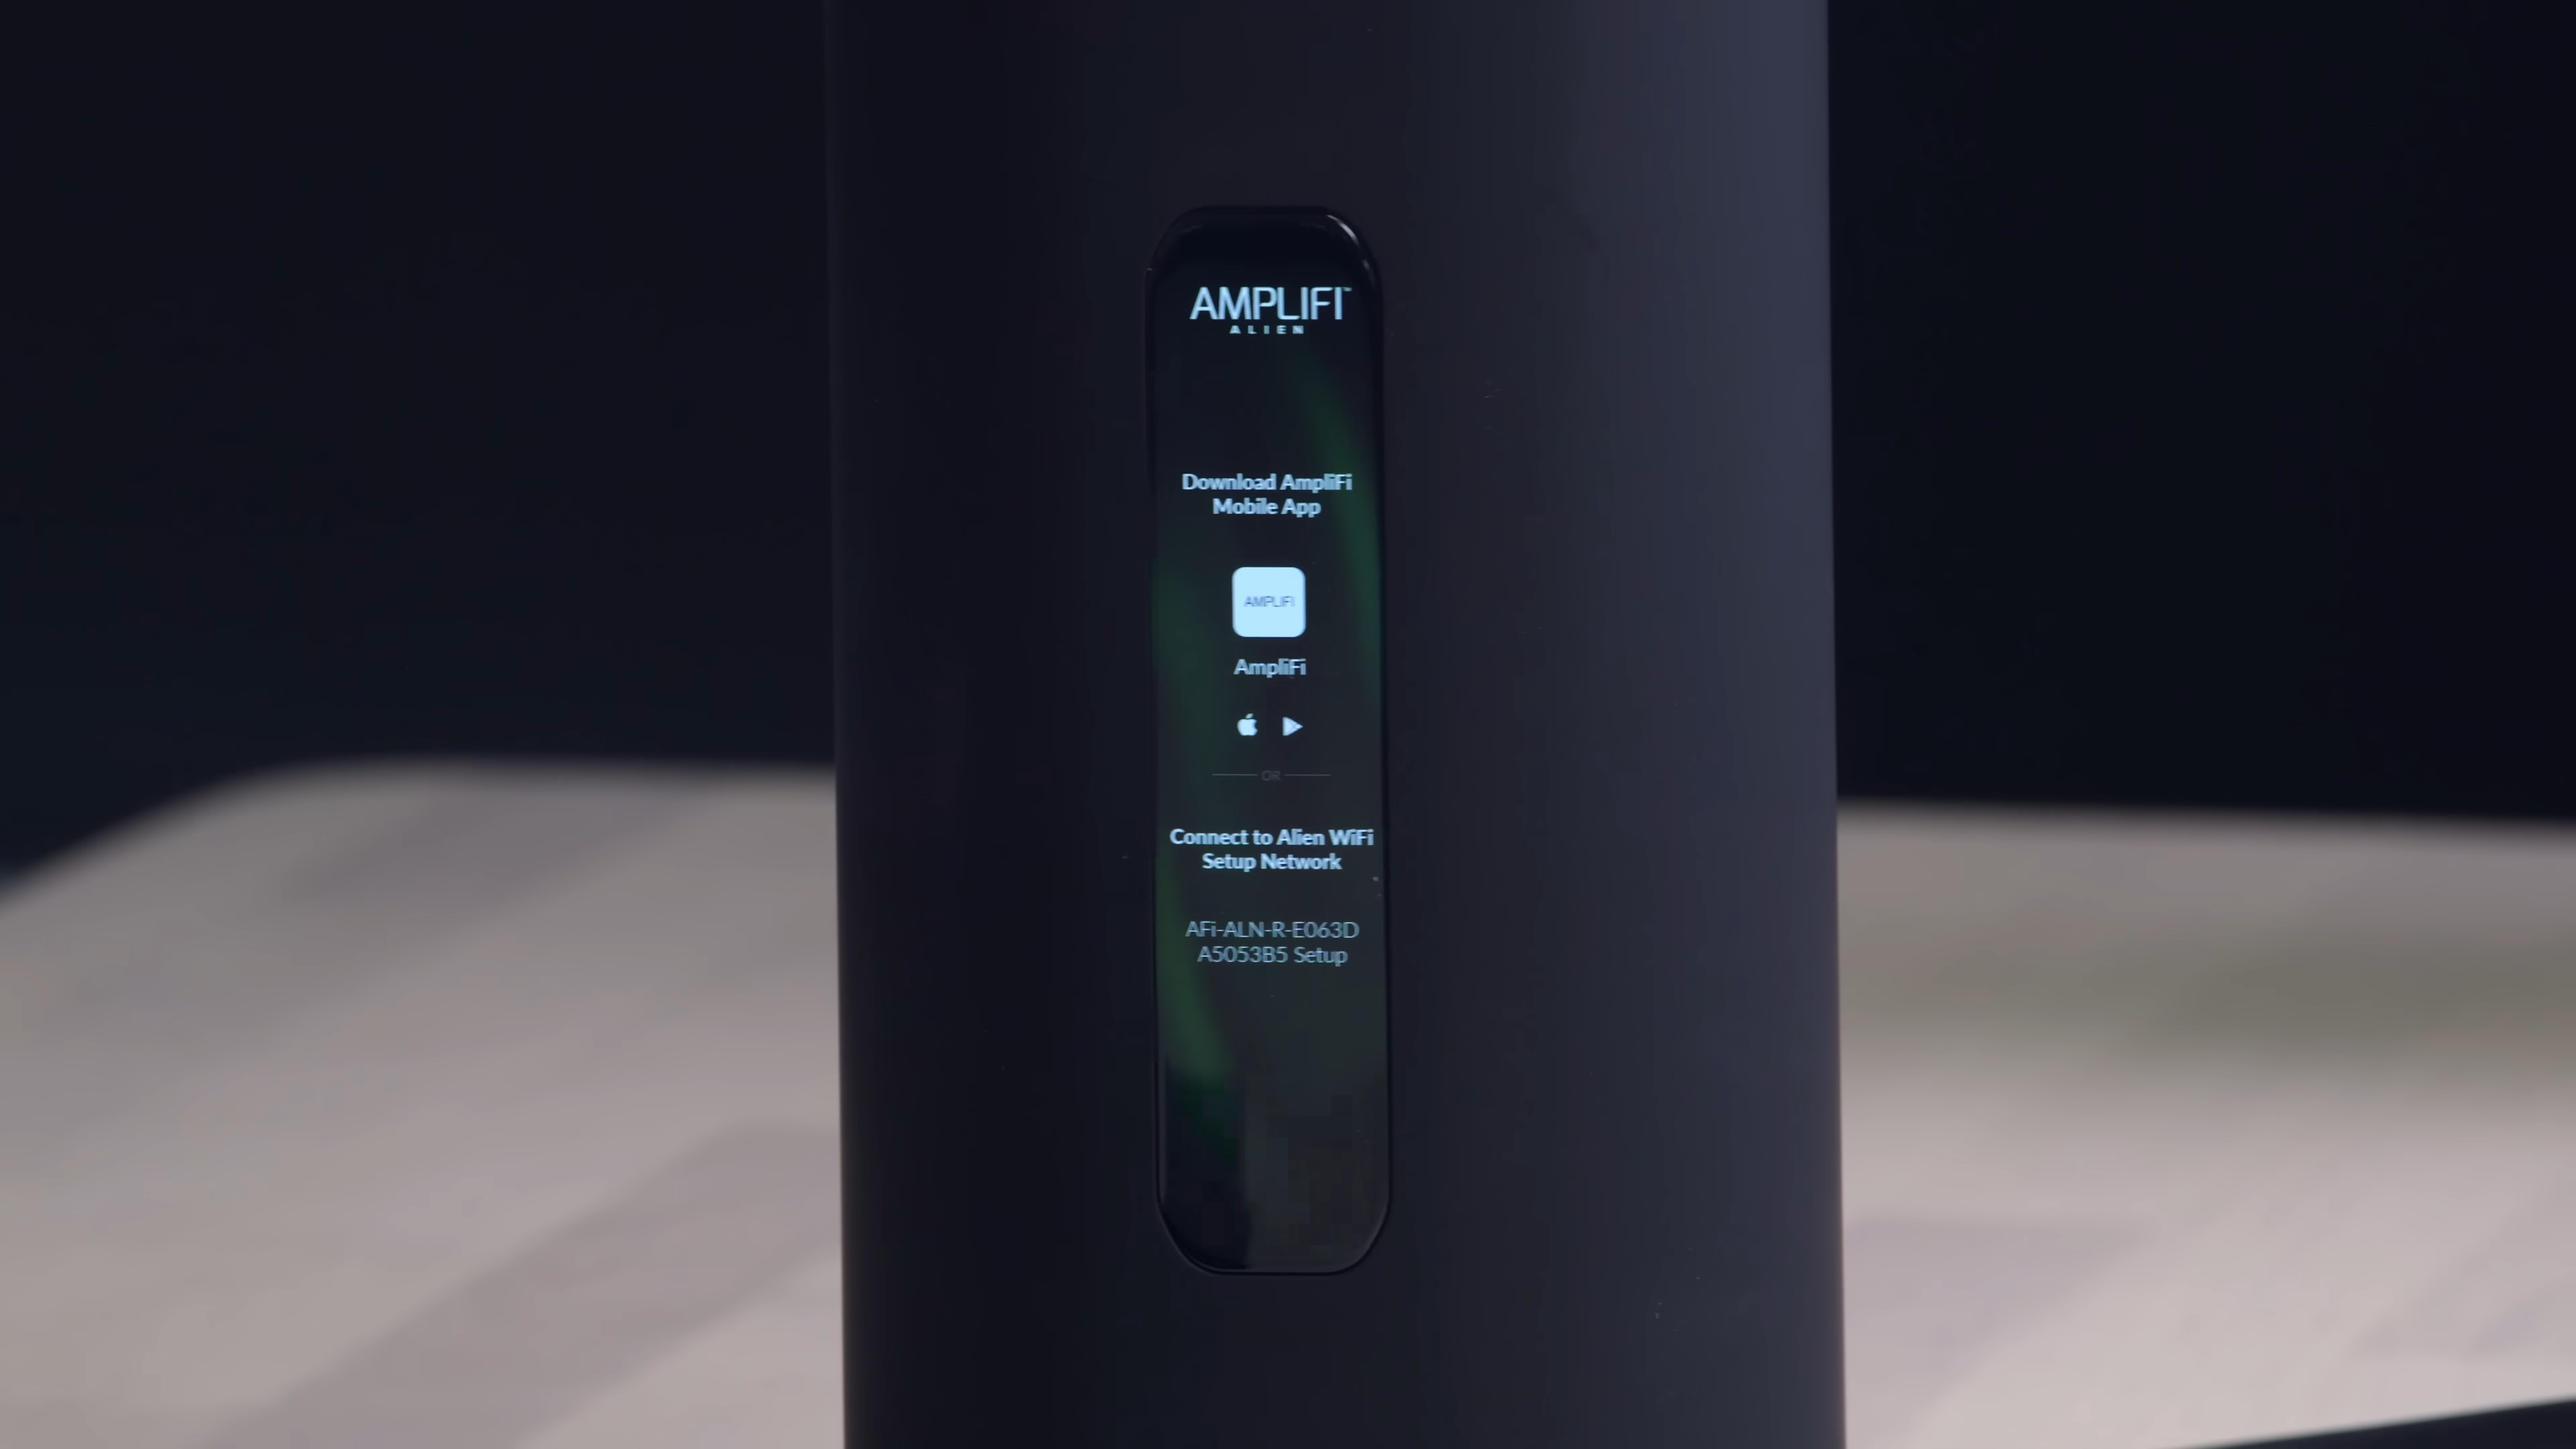 AMPLIFI™
ALIEN
Download AmpliFi
Mobile App
AMPLIFI
AmpliFi
OR
Connect to Alien WiFi
Setup Network
AFi-ALN-R-E063D
A5053B5 Setup